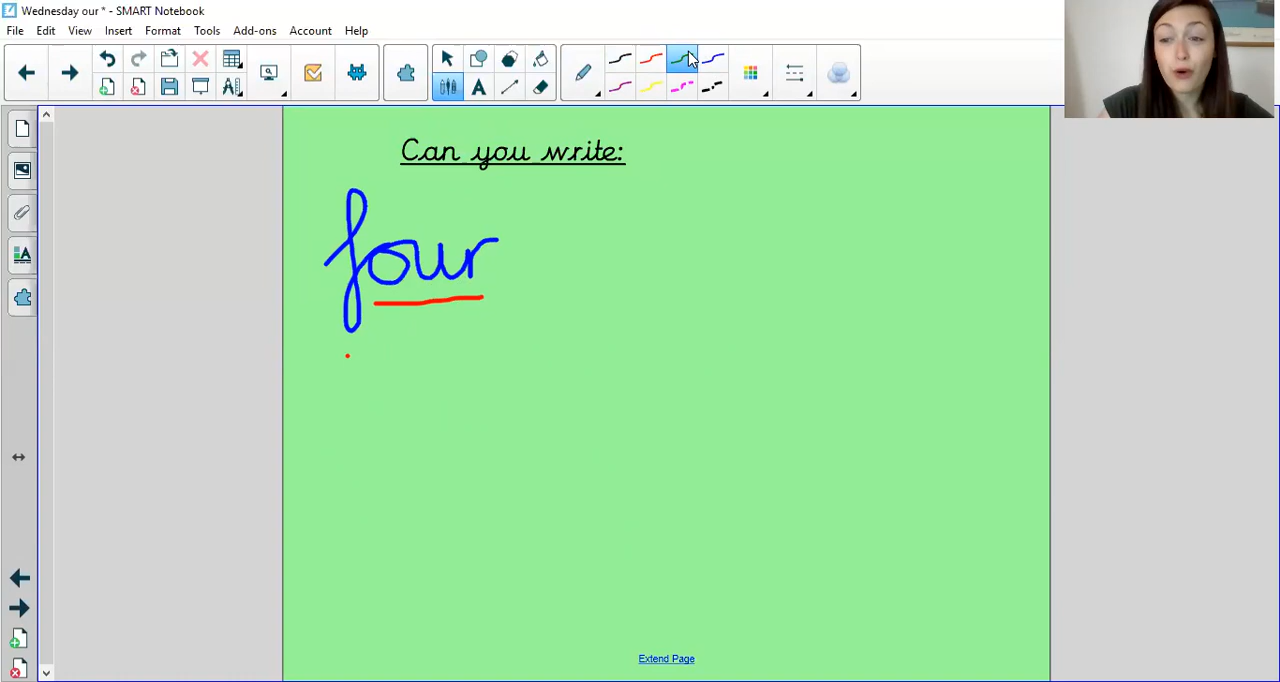 Wednesday our * - SMART Notebook
File Edit View Insert Format Tools Add-ons Account Help
Can you write:
four
Extend Page